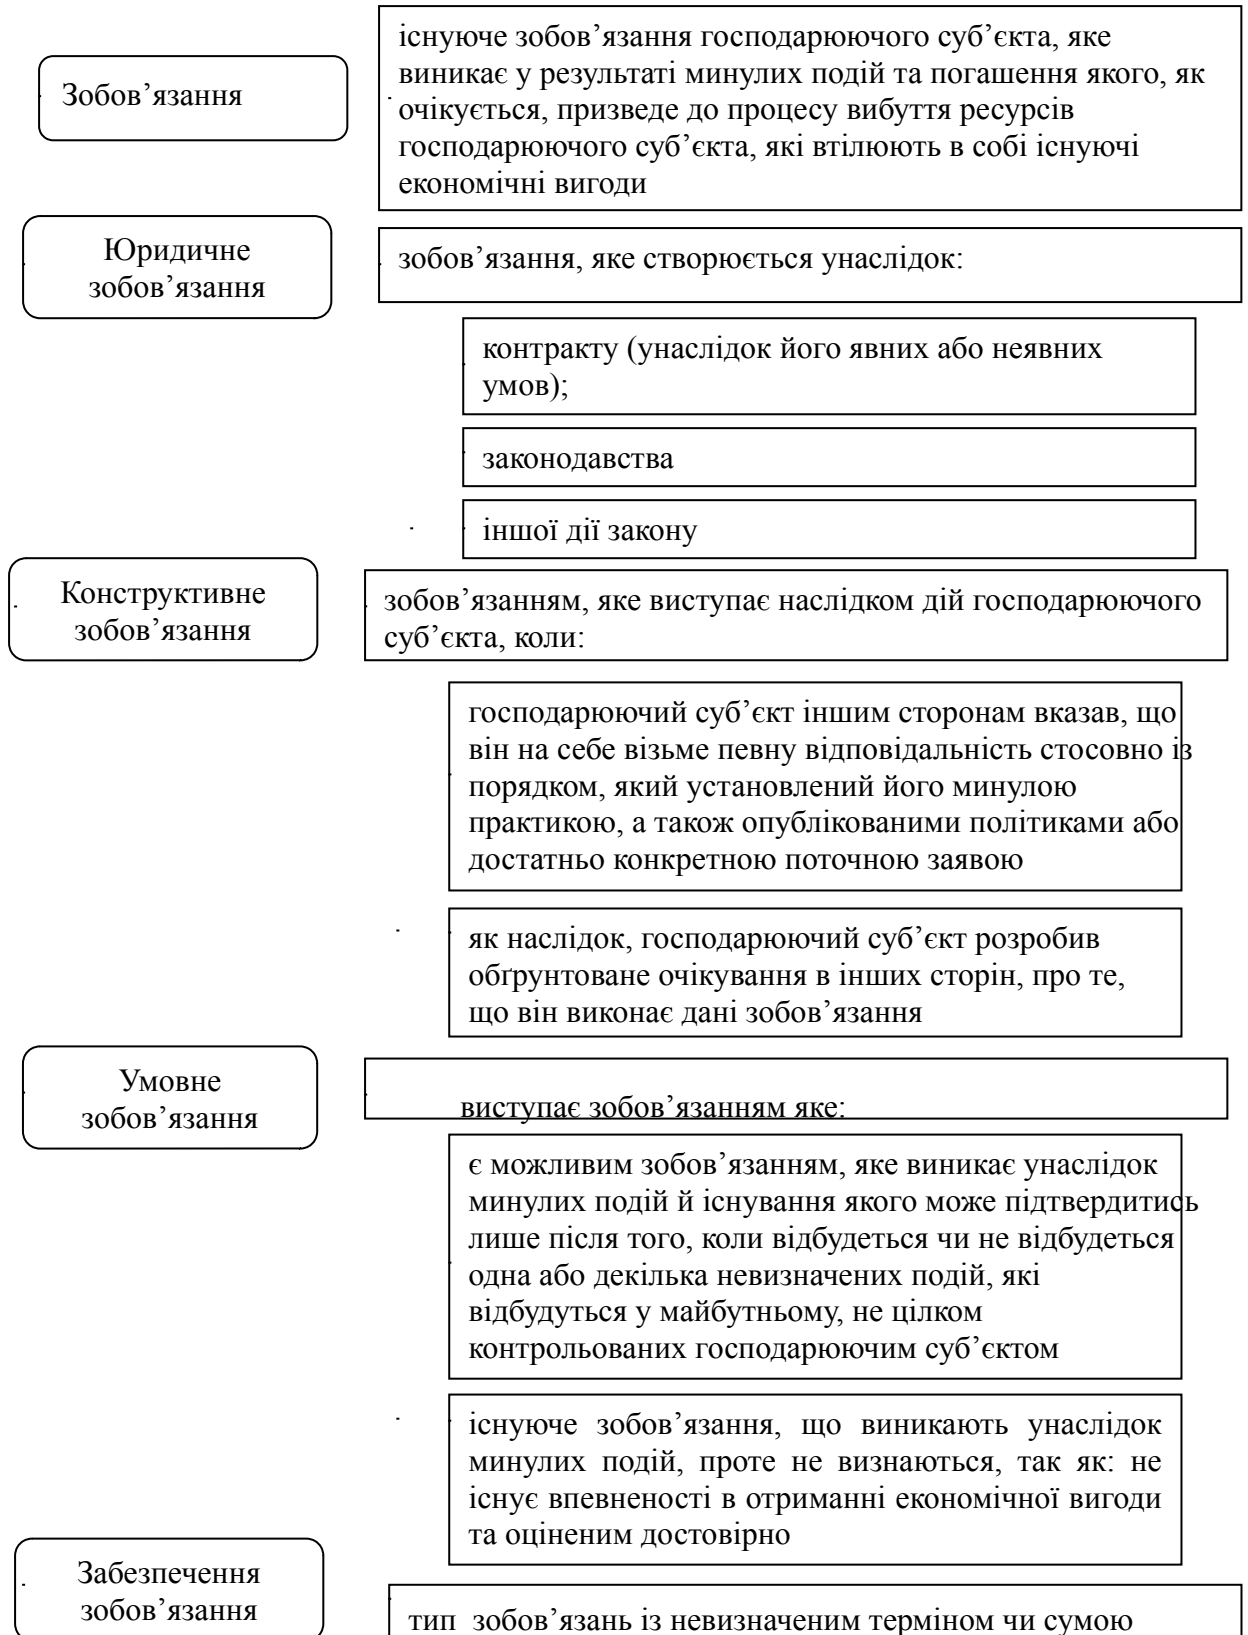 Зобов’язання
існуюче зобов’язання господарюючого суб’єкта, яке
виникає у результаті минулих подій та погашення якого, як
очікується, призведе до процесу вибуття ресурсів
господарюючого суб’єкта, які втілюють в собі існуючі
економічні вигоди
Юридичне
зобов’язання
зобов’язання, яке створюється унаслідок:
контракту (унаслідок його явних або неявних
умов);
законодавства
іншої дії закону
Конструктивне
зобов’язання
зобов’язанням, яке виступає наслідком дій господарюючого
суб’єкта, коли:
господарюючий суб’єкт іншим сторонам вказав, що
він на себе візьме певну відповідальність стосовно із
порядком, який установлений його минулою
практикою, а також опублікованими політиками або
достатньо конкретною поточною заявою
як наслідок, господарюючий суб’єкт розробив
обґрунтоване очікування в інших сторін, про те,
що він виконає дані зобов’язання
Умовне
зобов’язання
виступає зобов’язанням яке:
є можливим зобов’язанням, яке виникає унаслідок
минулих подій й існування якого може підтвердитись
лише після того, коли відбудеться чи не відбудеться
одна або декілька невизначених подій, які
відбудуться у майбутньому, не цілком
контрольованих господарюючим суб’єктом
існуюче зобов’язання, що виникають унаслідок
минулих подій, проте не визнаються, так як: не
існує впевненості в отриманні економічної вигоди
та оціненим достовірно
Забезпечення
зобов’язання
тип зобов’язань із невизначеним терміном чи сумою